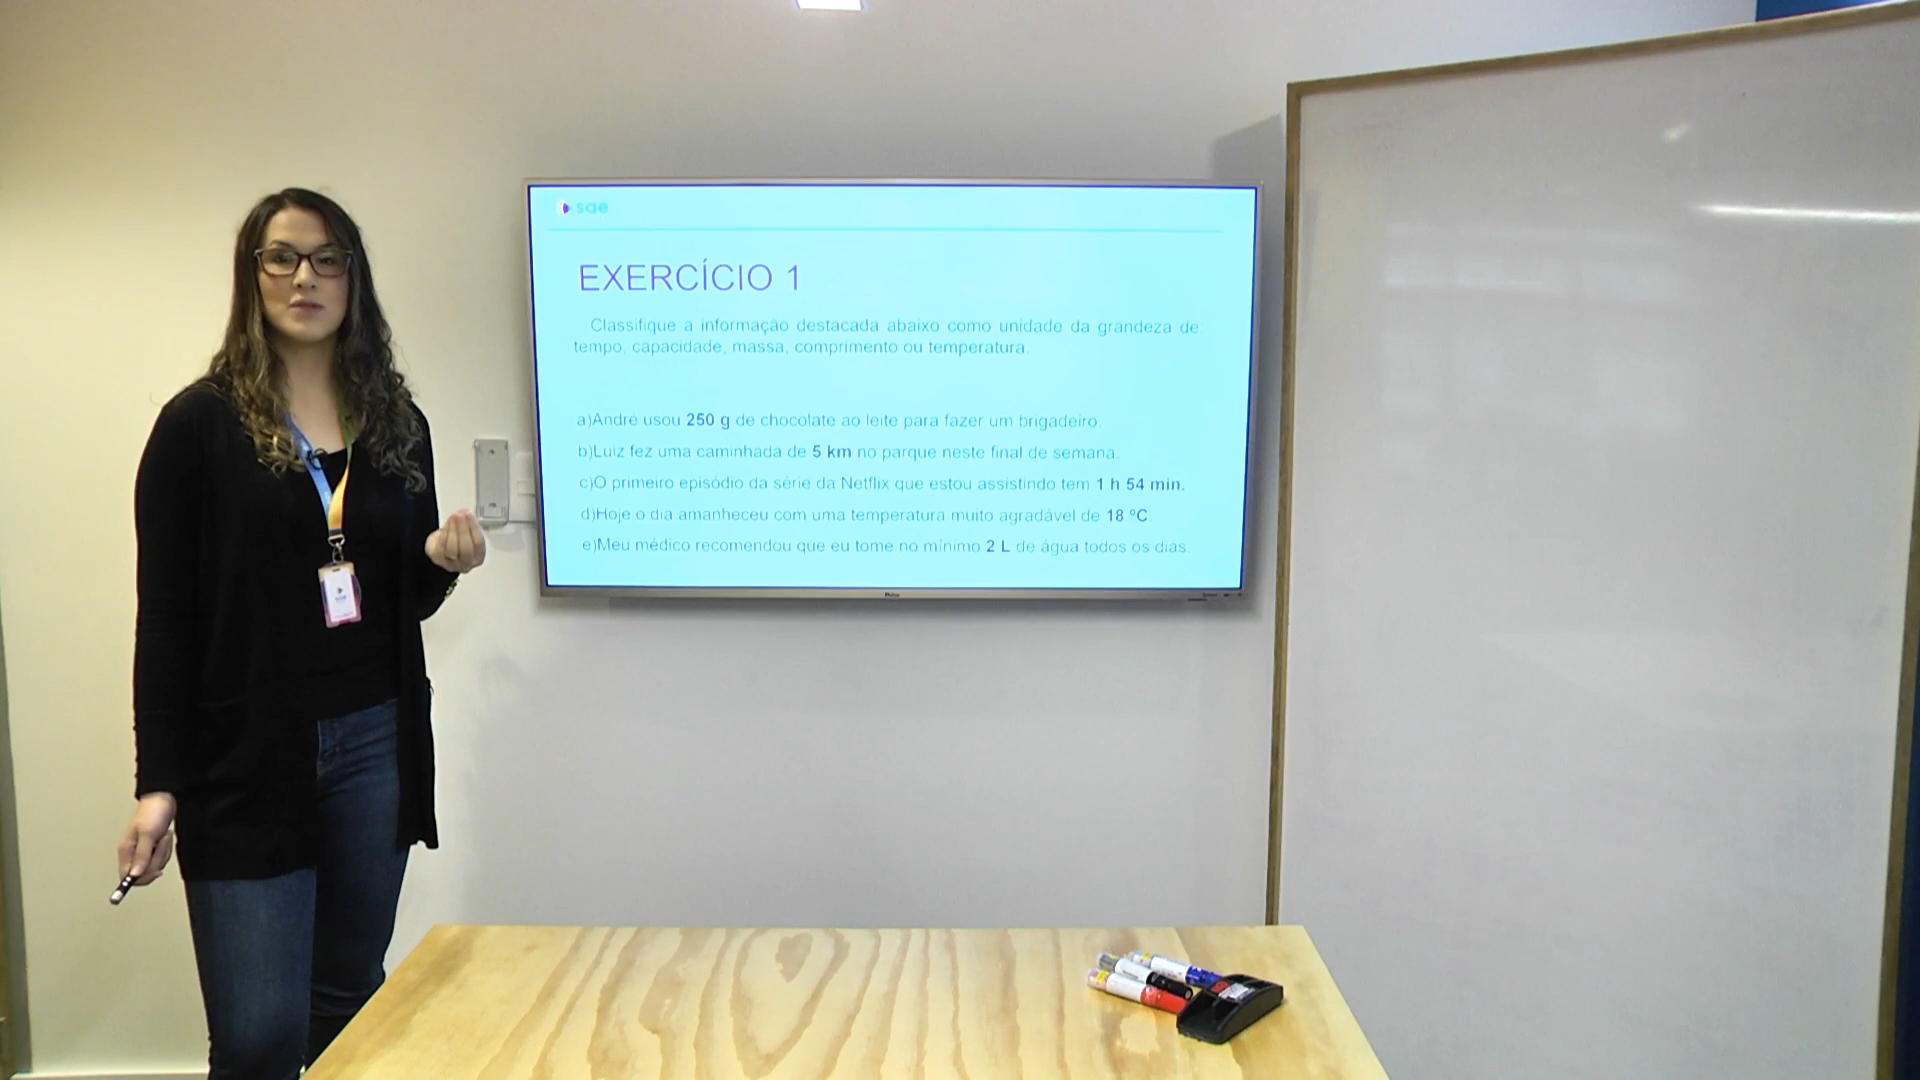 sae
EXERCÍCIO 1
Classifique a informação destacada abaixo como unidade da grandeza de:
tempo, capacidade, massa, comprimento ou temperatura.
a)André usou 250 g de chocolate ao leite para fazer um brigadeiro.
b)Luiz fez uma caminhada de 5 km no parque neste final de semana.
c)O primeiro episódio da série da Netflix que estou assistindo tem 1 h 54 min.
d)Hoje o dia amanheceu com uma temperatura muito agradável de 18 ºC.
e)Meu médico recomendou que eu tome no mínimo 2 L de água todos os dias.
Philco